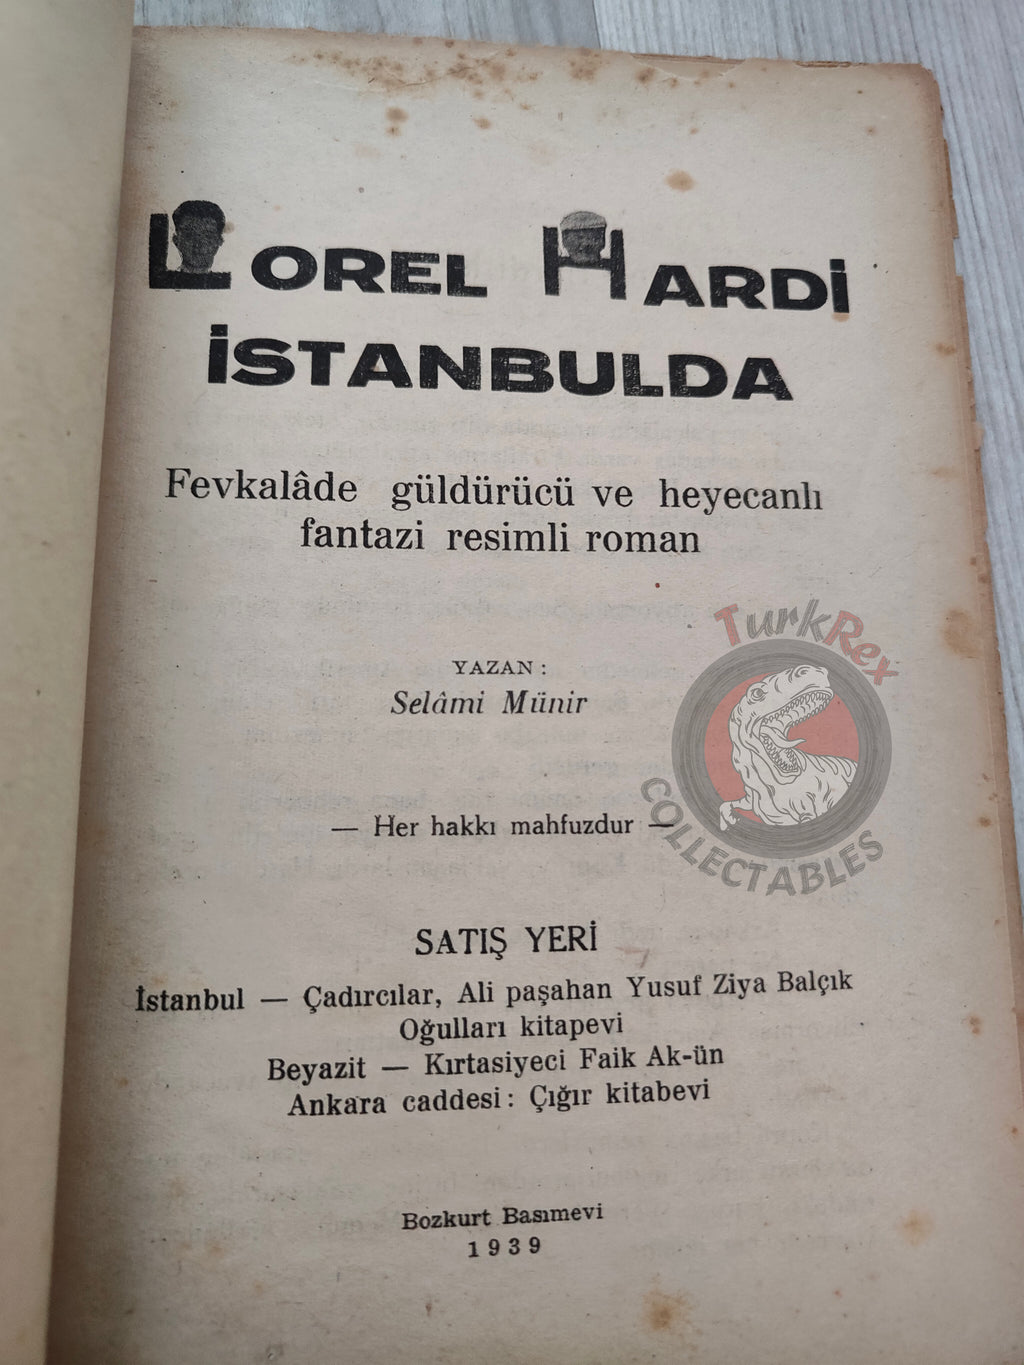 LOREL HARDİ
İSTANBULDA
Fevkalâde güldürücü ve heyecanlı
fantazi resimli roman
YAZAN :
Selâmi Münir
— Her hakkı mahfuzdur —
TurkRex
COLLECTABLES
SATIŞ YERİ
İstanbul — Çadırcılar, Ali paşahan Yusuf Ziya Balçık
Oğulları kitapevi
Beyazit — Kırtasiyeci Faik Ak-ün
Ankara caddesi : Çığır kitabevi
Bozkurt Basımevi
1939